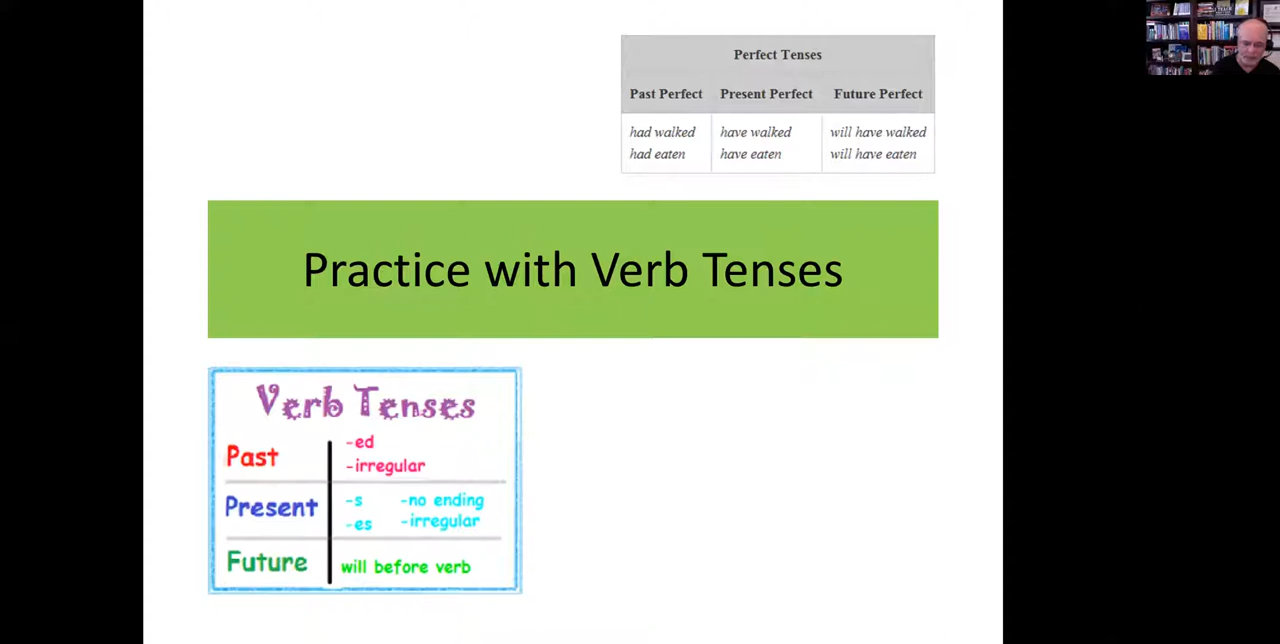 Perfect Tenses
Past Perfect Present Perfect Future Perfect
had walked have walked will have walked
had eaten have eaten will have eaten
Practice with Verb Tenses
Verb Tenses
Past -ed
-irregular
Present -s -no ending
-es -irregular
Future will before verb